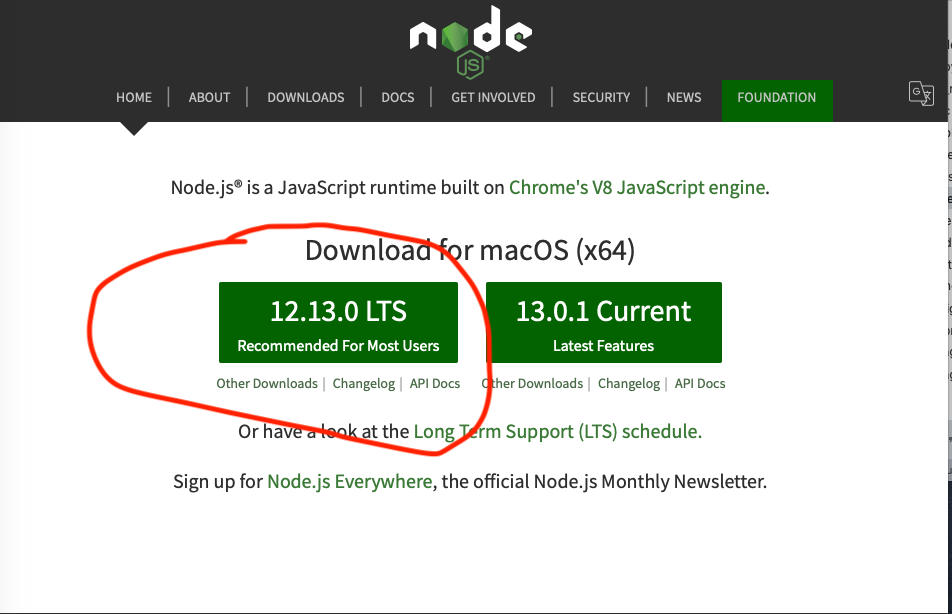 node
JS
HOME | ABOUT | DOWNLOADS | DOCS | GET INVOLVED | SECURITY | NEWS FOUNDATION
Node.js® is a JavaScript runtime built on Chrome's V8 JavaScript engine.
Download for macOS (x64)
12.13.0 LTS
Recommended For Most Users
13.0.1 Current
Latest Features
Other Downloads | Changelog | API Docs
Other Downloads | Changelog | API Docs
Or have a look at the Long Term Support (LTS) schedule.
Sign up for Node.js Everywhere, the official Node.js Monthly Newsletter.